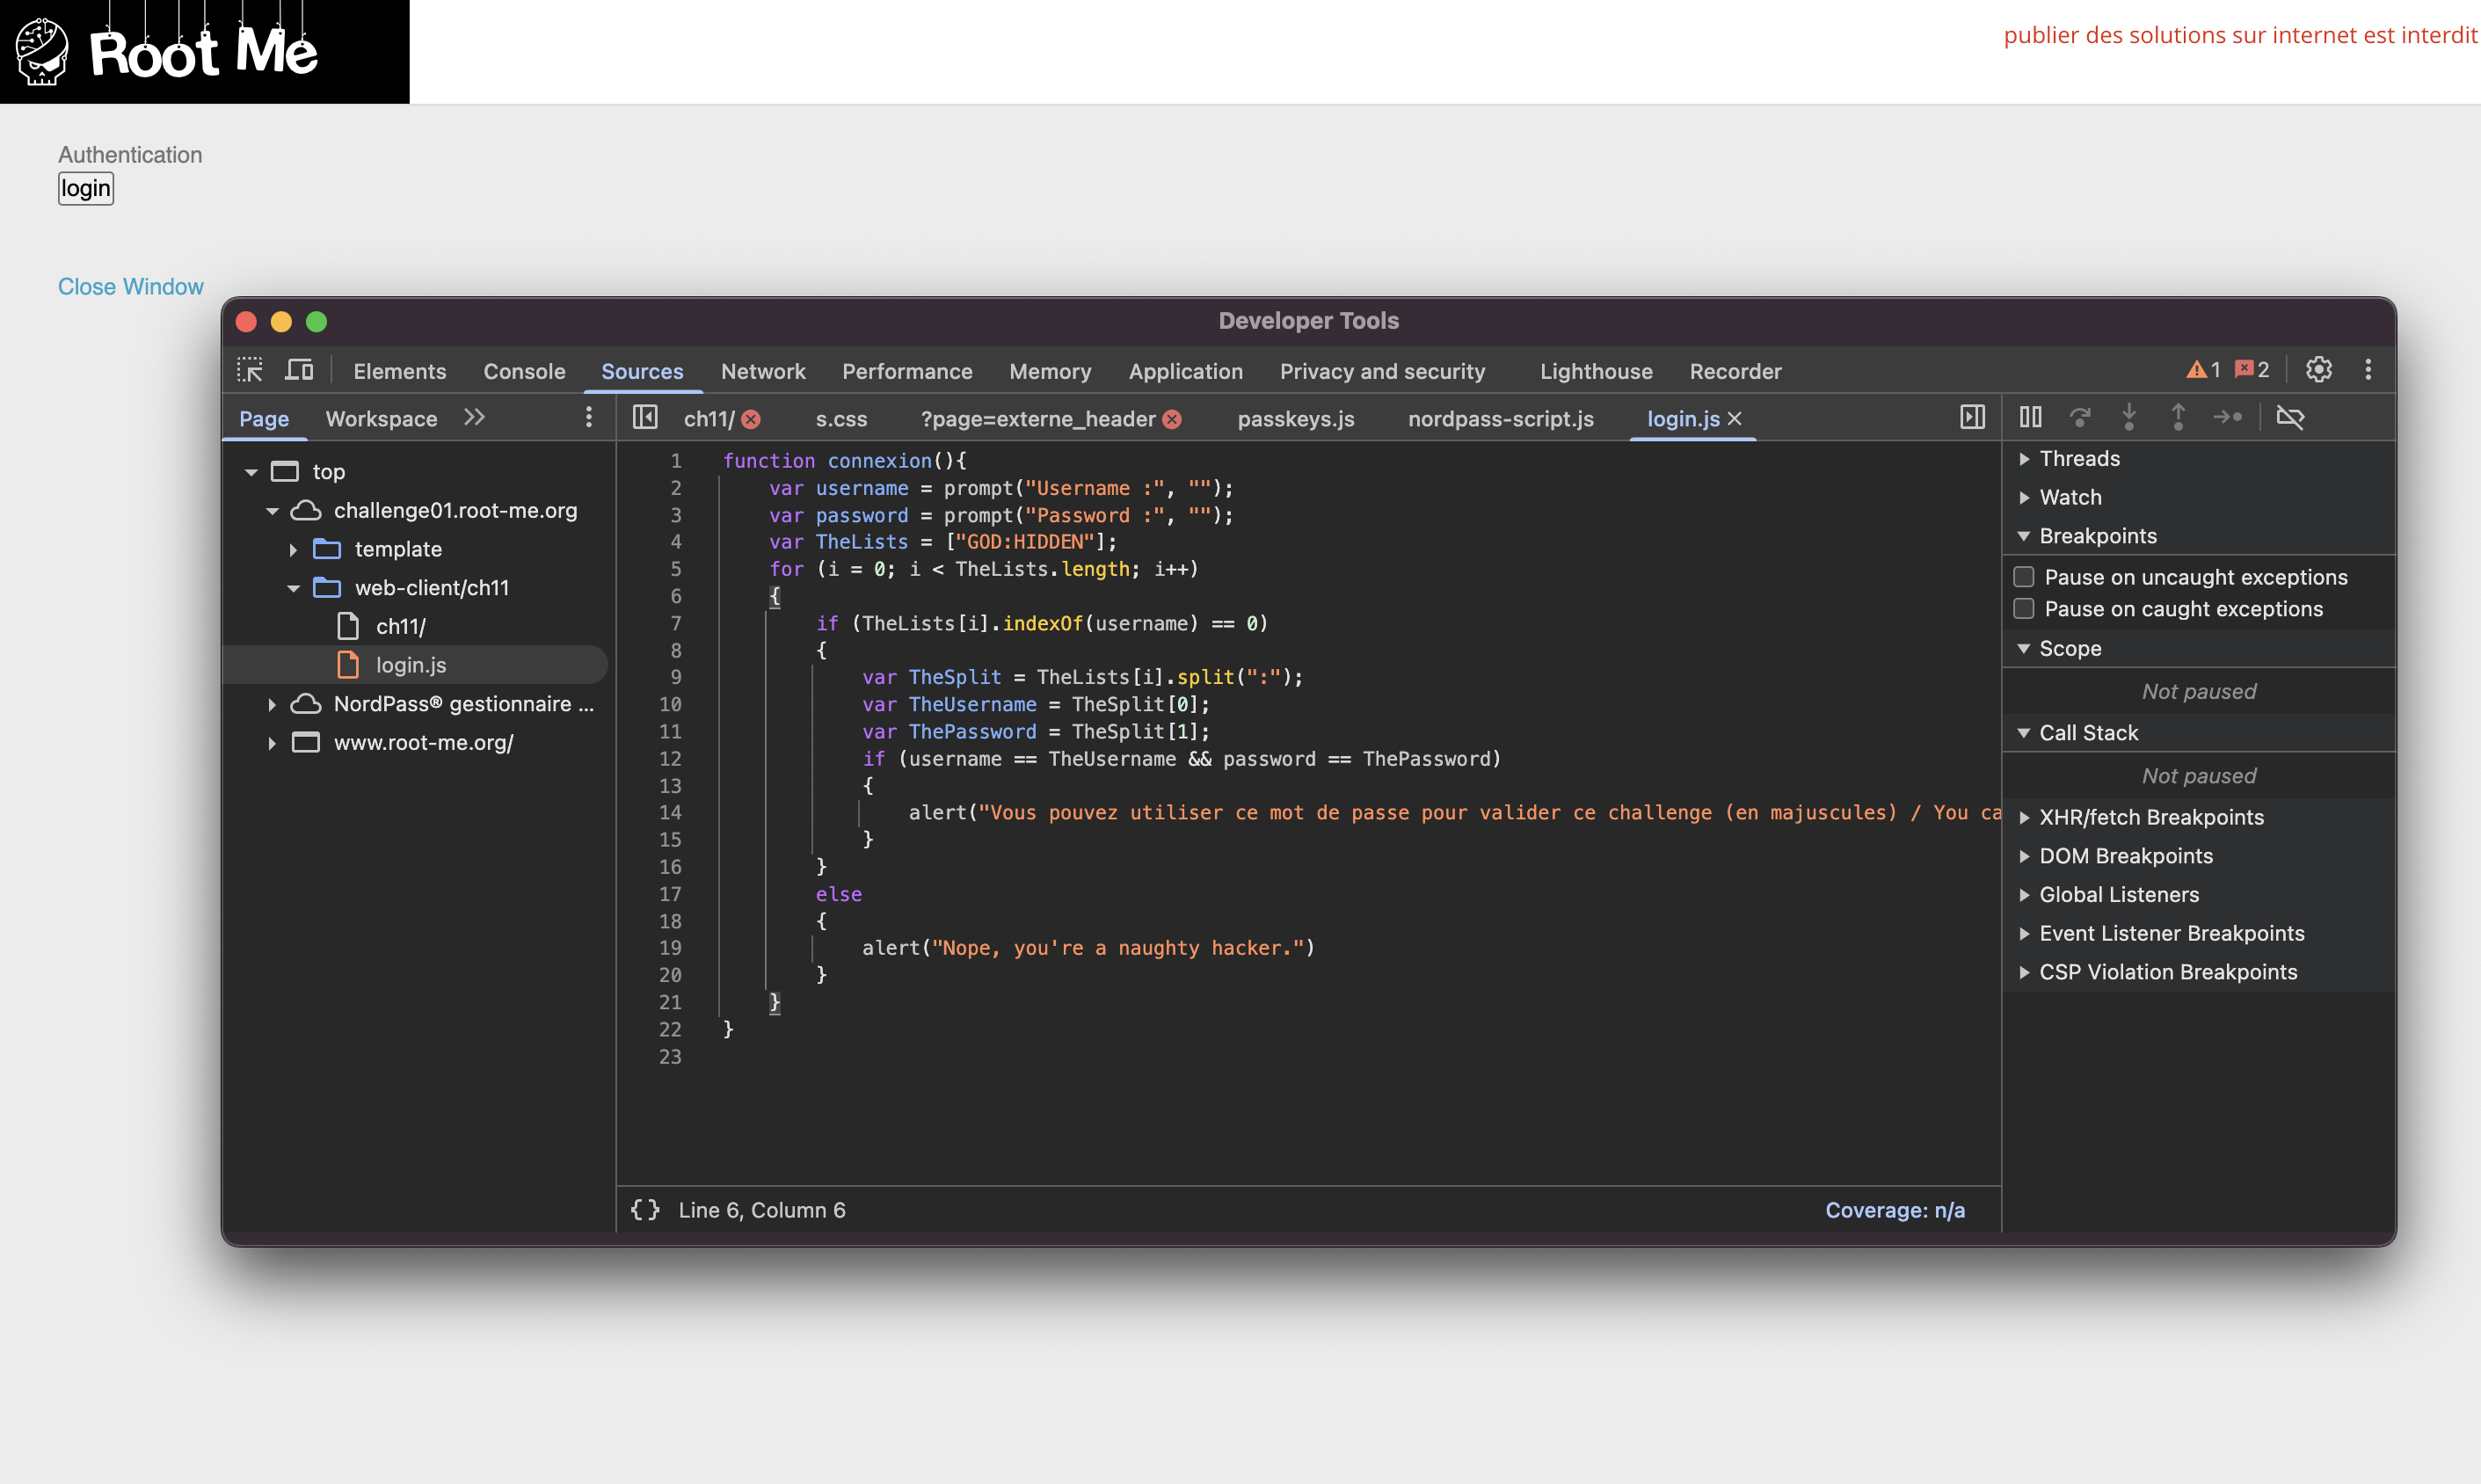 Root Me
publier des solutions sur internet est interdit
Authentication
login
Close Window
Developer Tools
Elements Console Sources Network Performance Memory Application Privacy and security Lighthouse Recorder 1 2
Page Workspace
ch11/ s.css ?page=externe_header passkeys.js nordpass-script.js login.js
top
challenge01.root-me.org
template
web-client/ch11
ch11/
login.js
NordPass® gestionnaire ...
www.root-me.org/
1 function connexion(){
2 var username = prompt("Username :", "");
3 var password = prompt("Password :", "");
4 var TheLists = ["GOD:HIDDEN"];
5 for (i = 0; i < TheLists.length; i++)
6 {
7 if (TheLists[i].indexOf(username) == 0)
8 {
9 var TheSplit = TheLists[i].split(":");
10 var TheUsername = TheSplit[0];
11 var ThePassword = TheSplit[1];
12 if (username == TheUsername && password == ThePassword)
13 {
14 alert("Vous pouvez utiliser ce mot de passe pour valider ce challenge (en majuscules) / You ca
15 }
16 }
17 else
18 {
19 alert("Nope, you're a naughty hacker.")
20 }
21 }
22 }
23
{ } Line 6, Column 6
Coverage: n/a
Threads
Watch
Breakpoints
Pause on uncaught exceptions
Pause on caught exceptions
Scope
Not paused
Call Stack
Not paused
XHR/fetch Breakpoints
DOM Breakpoints
Global Listeners
Event Listener Breakpoints
CSP Violation Breakpoints